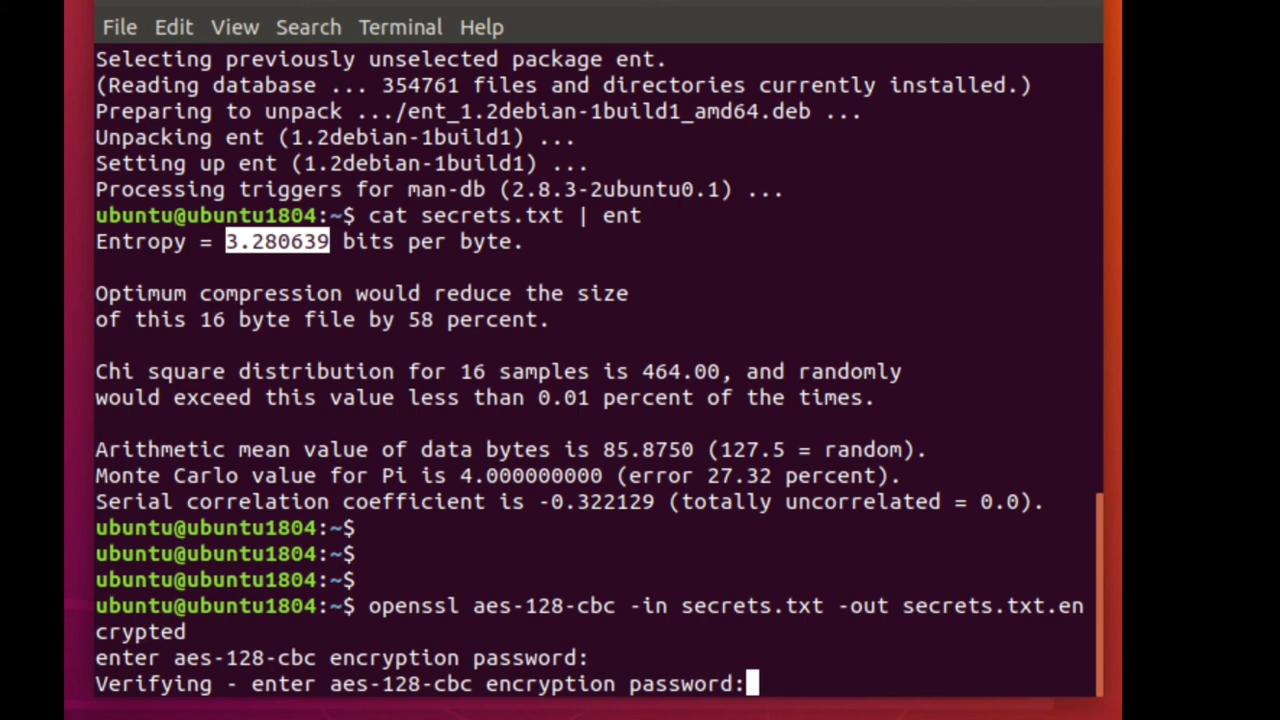 File Edit View Search Terminal Help
Selecting previously unselected package ent.
(Reading database ... 354761 files and directories currently installed.)
Preparing to unpack .../ent_1.2debian-1build1_amd64.deb ...
Unpacking ent (1.2debian-1build1) ...
Setting up ent (1.2debian-1build1) ...
Processing triggers for man-db (2.8.3-2ubuntu0.1) ...
ubuntu@ubuntu1804:~$ cat secrets.txt | ent
Entropy = 3.280639 bits per byte.
Optimum compression would reduce the size
of this 16 byte file by 58 percent.
Chi square distribution for 16 samples is 464.00, and randomly
would exceed this value less than 0.01 percent of the times.
Arithmetic mean value of data bytes is 85.8750 (127.5 = random).
Monte Carlo value for Pi is 4.000000000 (error 27.32 percent).
Serial correlation coefficient is -0.322129 (totally uncorrelated = 0.0).
ubuntu@ubuntu1804:~$
ubuntu@ubuntu1804:~$
ubuntu@ubuntu1804:~$
ubuntu@ubuntu1804:~$ openssl aes-128-cbc -in secrets.txt -out secrets.txt.en
crypted
enter aes-128-cbc encryption password:
Verifying - enter aes-128-cbc encryption password: